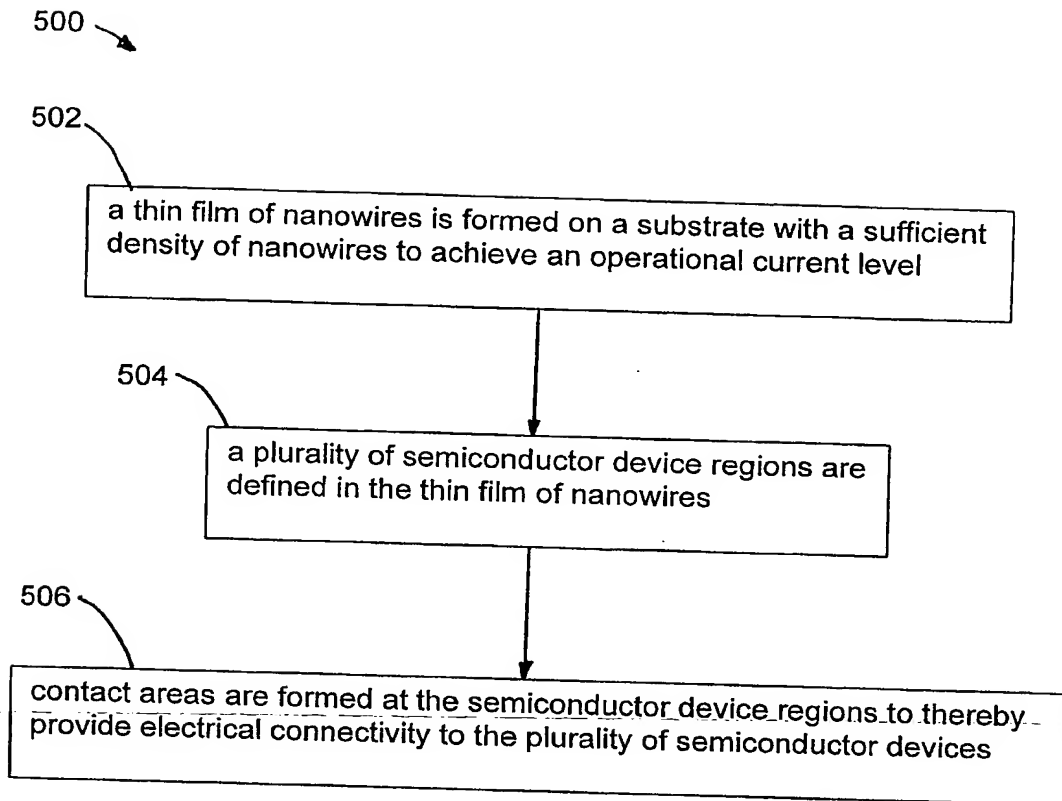 500
502
a thin film of nanowires is formed on a substrate with a sufficient
density of nanowires to achieve an operational current level
504
a plurality of semiconductor device regions are
defined in the thin film of nanowires
506
contact areas are formed at the semiconductor device regions to thereby
provide electrical connectivity to the plurality of semiconductor devices